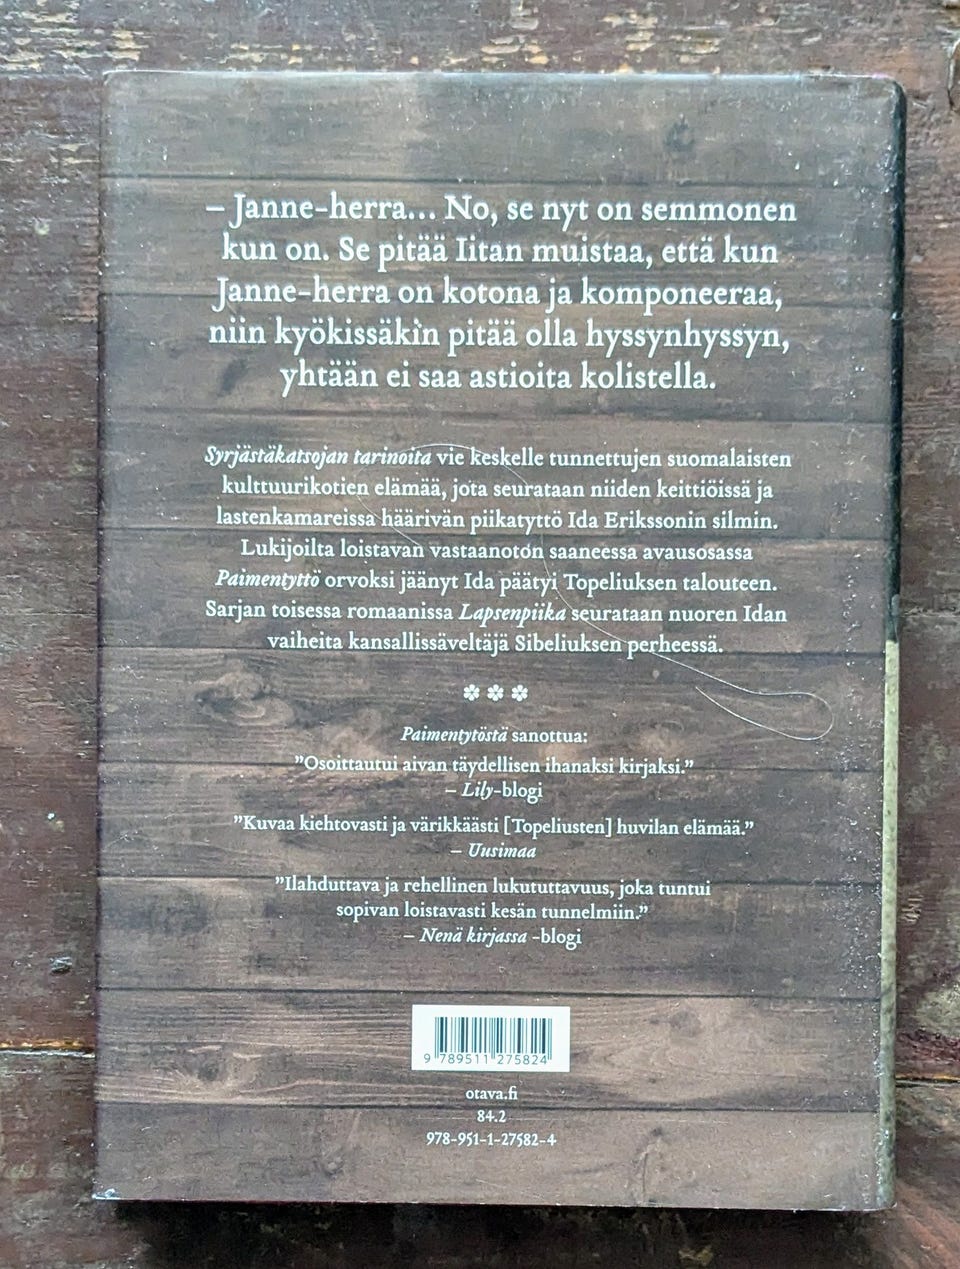 – Janne-herra... No, se nyt on semmonen
kun on. Se pitää Iitan muistaa, että kun
Janne-herra on kotona ja komponeeraa,
niin kyökissäkin pitää olla hyssynhyssyn,
yhtään ei saa astioita kolistella.
Syrjästäkatsojan tarinoita vie keskelle tunnettujen suomalaisten
kulttuurikotien elämää, jota seurataan niiden keittiöissä ja
lastenkamareissa häärivän piikatyttö Ida Erikssonin silmin.
Lukijoilta loistavan vastaanoton saaneessa avausosassa
Paimentyttö orvoksi jäänyt Ida päätyi Topeliuksen talouteen.
Sarjan toisessa romaanissa Lapsenpiika seurataan nuoren Idan
vaiheita kansallissäveltäjä Sibeliuksen perheessä.
Paimentytöstä sanottua:
”Osoittautui aivan täydellisen ihanaksi kirjaksi.”
– Lily-blogi
”Kuvaa kiehtovasti ja värikkäästi [Topeliusten] huvilan elämää.”
– Uusimaa
”Ilahduttava ja rehellinen lukututtavuus, joka tuntui
sopivan loistavasti kesän tunnelmiin.”
– Nenä kirjassa -blogi
9 789511 275824
otava.fi
84.2
978-951-1-27582-4